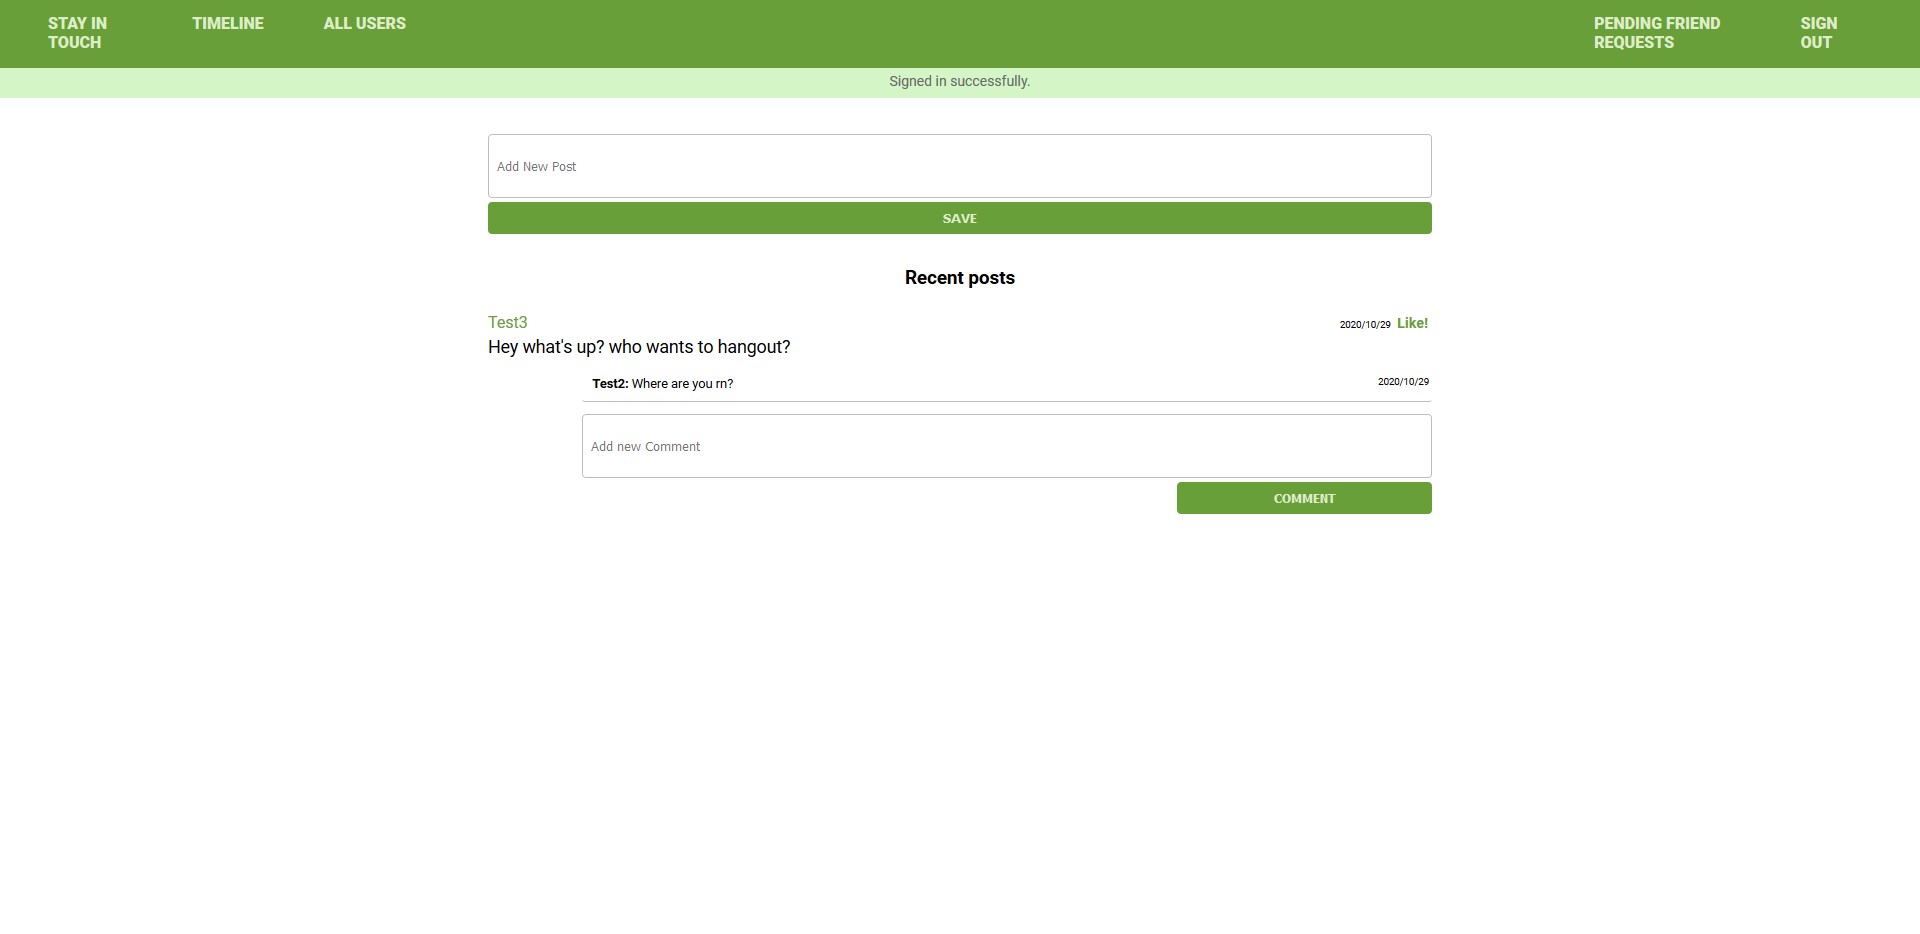 STAY IN
TOUCH
TIMELINE
ALL USERS
PENDING FRIEND
REQUESTS
SIGN
OUT
Signed in successfully.
Add New Post
SAVE
Recent posts
Test3
2020/10/29 Like!
Hey what's up? who wants to hangout?
Test2: Where are you rn?
2020/10/29
Add new Comment
COMMENT